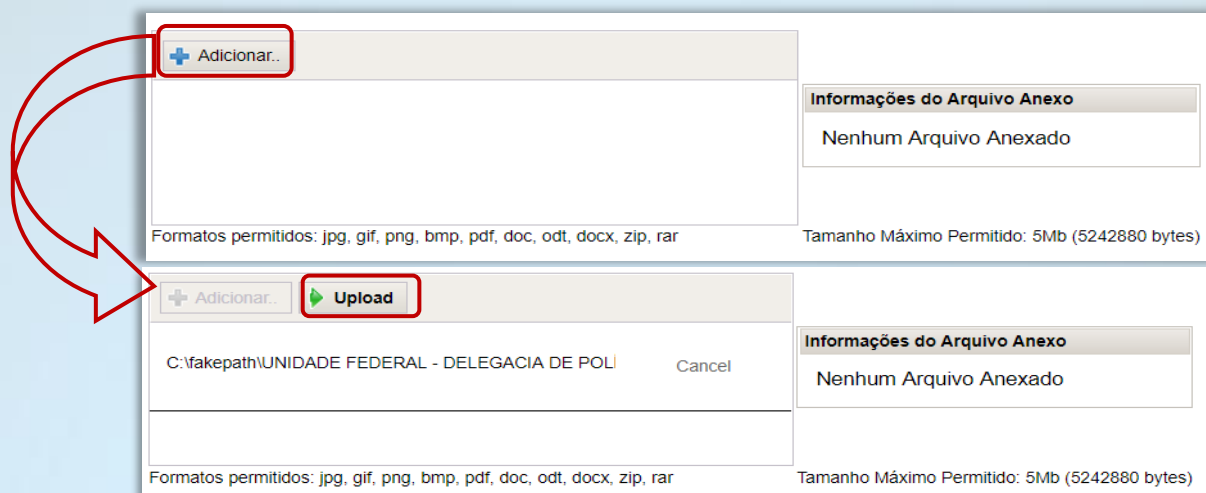 Adicionar..
Informações do Arquivo Anexo
Nenhum Arquivo Anexado
Formatos permitidos: jpg, gif, png, bmp, pdf, doc, odt, docx, zip, rar
Tamanho Máximo Permitido: 5Mb (5242880 bytes)
Adicionar..
Upload
C:\fakepath\UNIDADE FEDERAL - DELEGACIA DE POLÍ
Cancel
Informações do Arquivo Anexo
Nenhum Arquivo Anexado
Formatos permitidos: jpg, gif, png, bmp, pdf, doc, odt, docx, zip, rar
Tamanho Máximo Permitido: 5Mb (5242880 bytes)